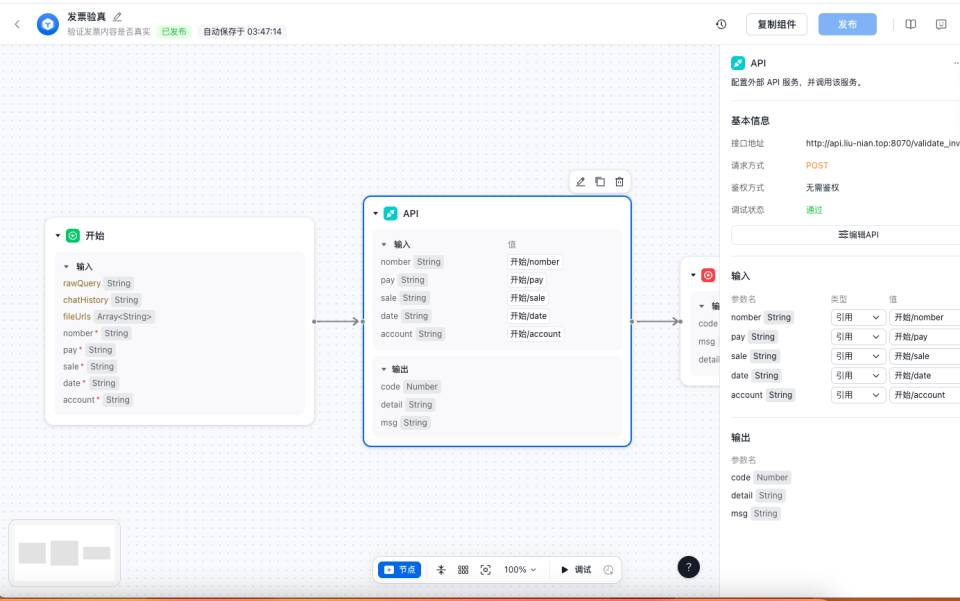 发票验真
验证发票内容是否真实 已发布 自动保存于 03:47:14
复制组件
发布
开始
输入
rawQuery String
chatHistory String
fileUrls Array<String>
nomber* String
pay* String
sale* String
date* String
account* String
API
输入 值
nomber String 开始/nomber
pay String 开始/pay
sale String 开始/sale
date String 开始/date
account String 开始/account
输出
code Number
detail String
msg String
输
code
msg
detail
API
配置外部 API 服务，并调用该服务。
基本信息
接口地址 http://api.liu-nian.top:8070/validate_inv
请求方式 POST
鉴权方式 无需鉴权
调试状态 通过
编辑API
输入
参数名 类型 值
nomber String 引用 开始/nomber
pay String 引用 开始/pay
sale String 引用 开始/sale
date String 引用 开始/date
account String 引用 开始/account
输出
参数名
code Number
detail String
msg String
节点 100% 调试
?